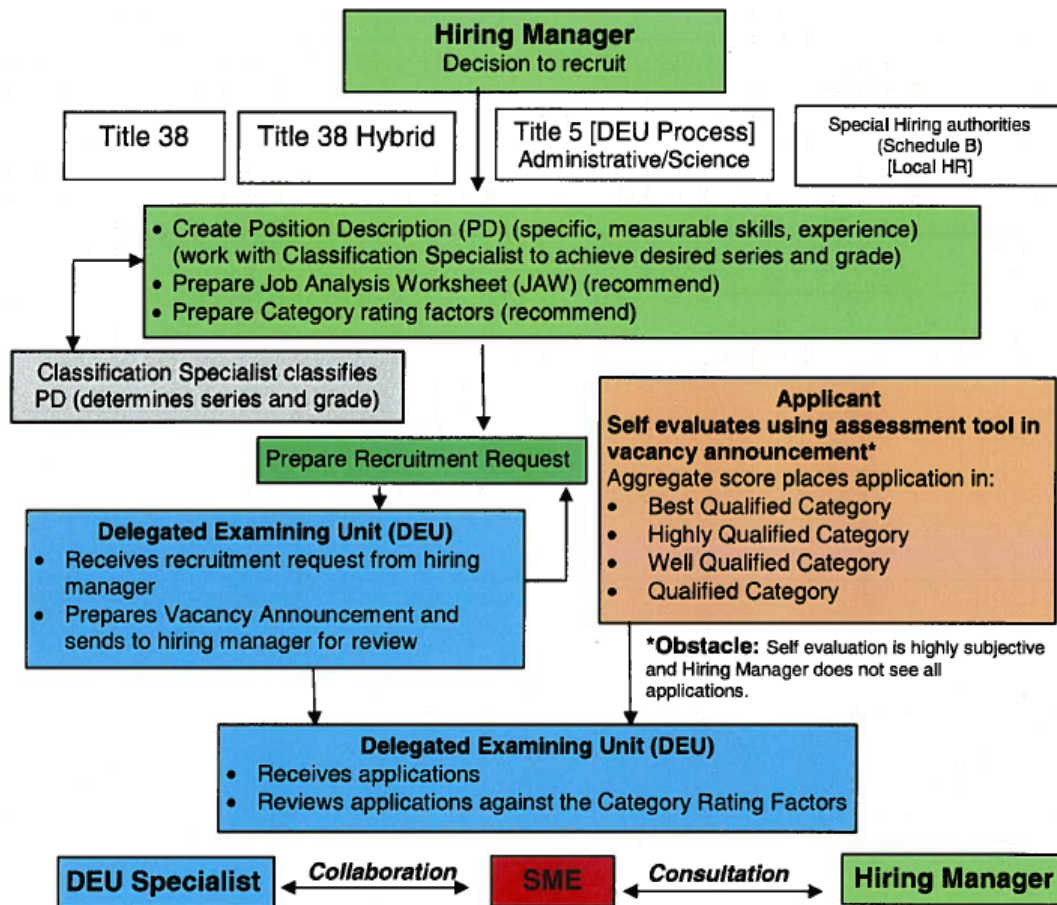 Hiring Manager
Decision to recruit
Title 38
Title 38 Hybrid
Title 5 [DEU Process]
Administrative/Science
Special Hiring authorities
(Schedule B)
[Local HR]
• Create Position Description (PD) (specific, measurable skills, experience)
(work with Classification Specialist to achieve desired series and grade)
• Prepare Job Analysis Worksheet (JAW) (recommend)
• Prepare Category rating factors (recommend)
Classification Specialist classifies
PD (determines series and grade)
Prepare Recruitment Request
Applicant
Self evaluates using assessment tool in
vacancy announcement*
Aggregate score places application in:
• Best Qualified Category
• Highly Qualified Category
• Well Qualified Category
• Qualified Category
Delegated Examining Unit (DEU)
• Receives recruitment request from hiring
manager
• Prepares Vacancy Announcement and
sends to hiring manager for review
*Obstacle: Self evaluation is highly subjective
and Hiring Manager does not see all
applications.
Delegated Examining Unit (DEU)
• Receives applications
• Reviews applications against the Category Rating Factors
DEU Specialist
Collaboration
SME
Consultation
Hiring Manager